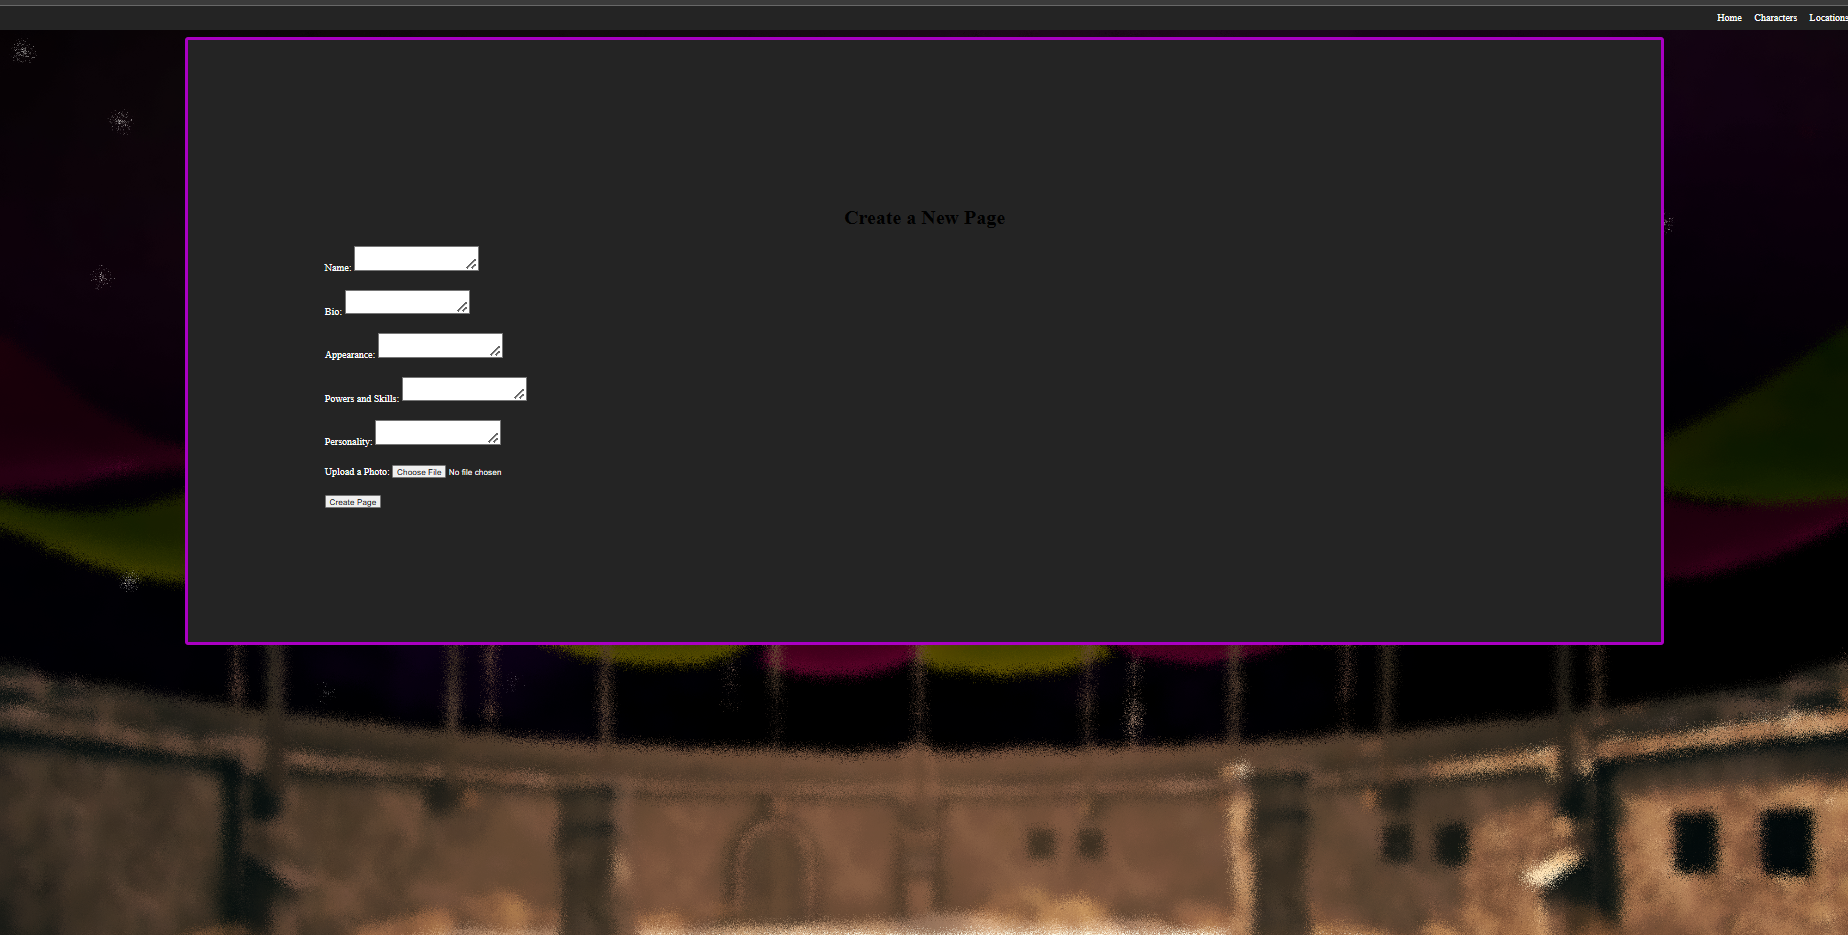 Home Characters Locations
Create a New Page
Name:
Bio:
Appearance:
Powers and Skills:
Personality:
Upload a Photo: Choose File No file chosen
Create Page